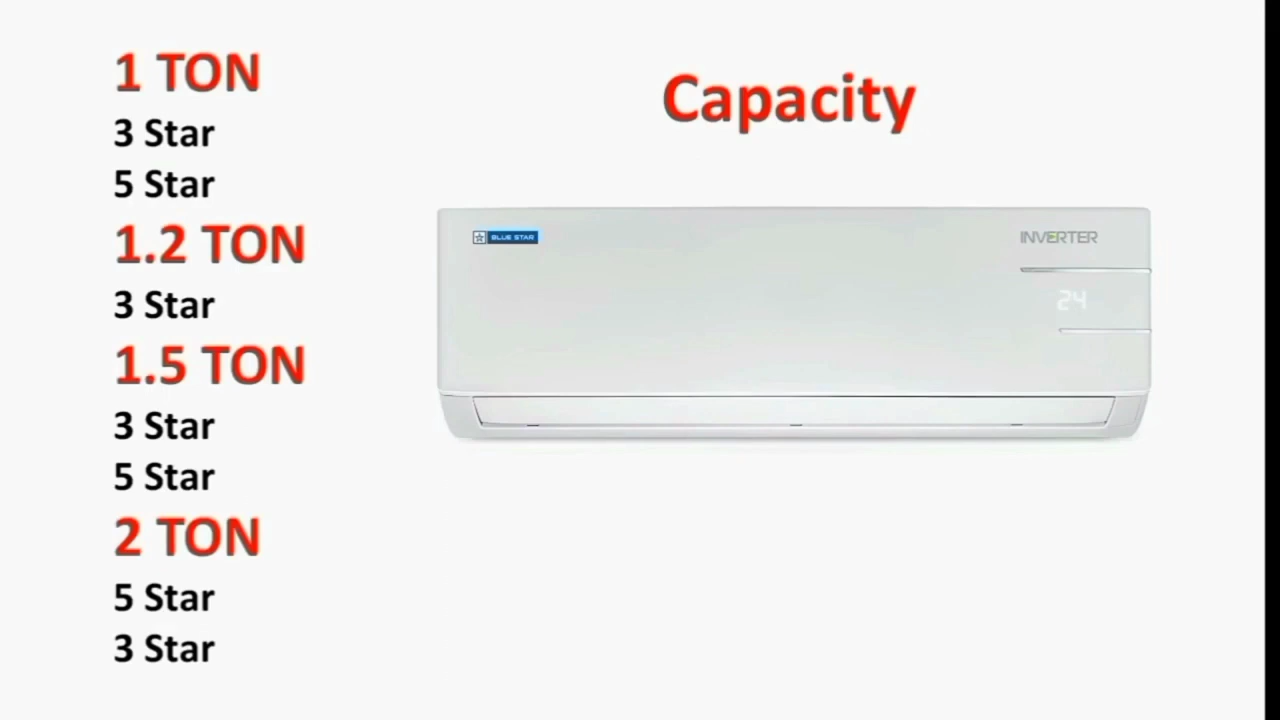 1 TON
3 Star
5 Star
1.2 TON
3 Star
1.5 TON
3 Star
5 Star
2 TON
5 Star
3 Star
Capacity
BLUE STAR
INVERTER
24